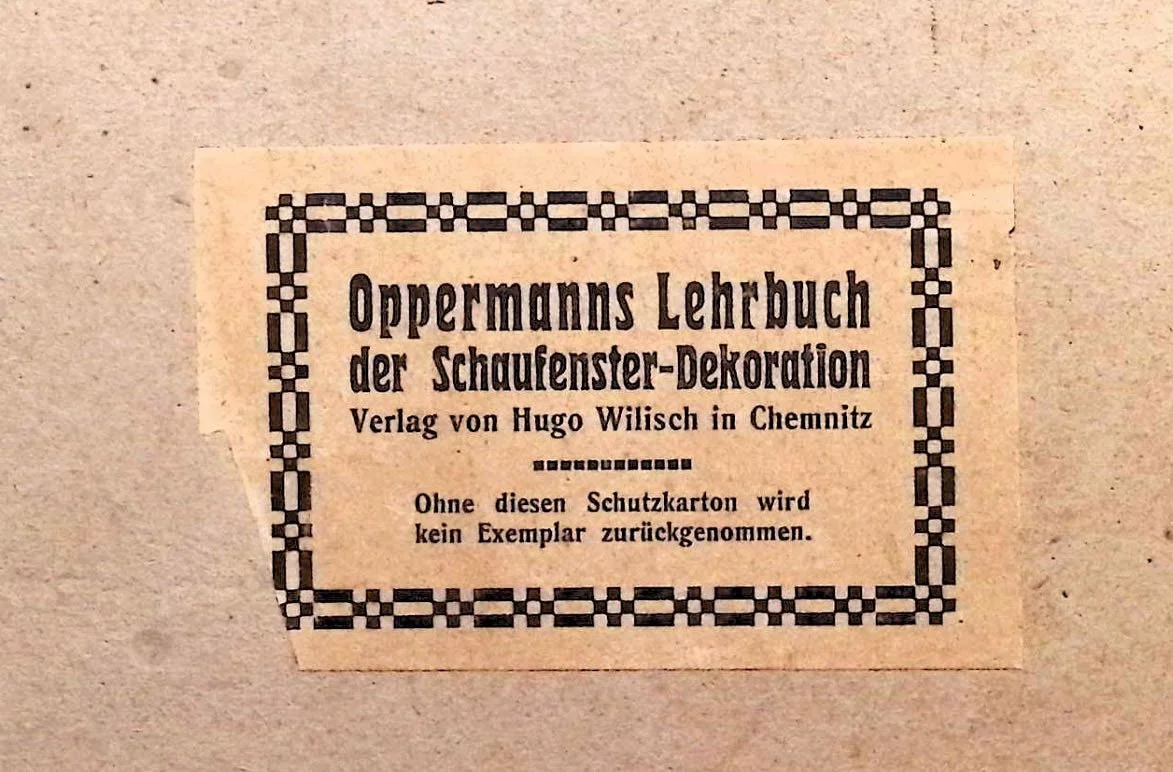 Oppermanns Lehrbuch
der Schaufenster-Dekoration
Verlag von Hugo Wilisch in Chemnitz
Ohne diesen Schutzkarton wird
kein Exemplar zurückgenommen.